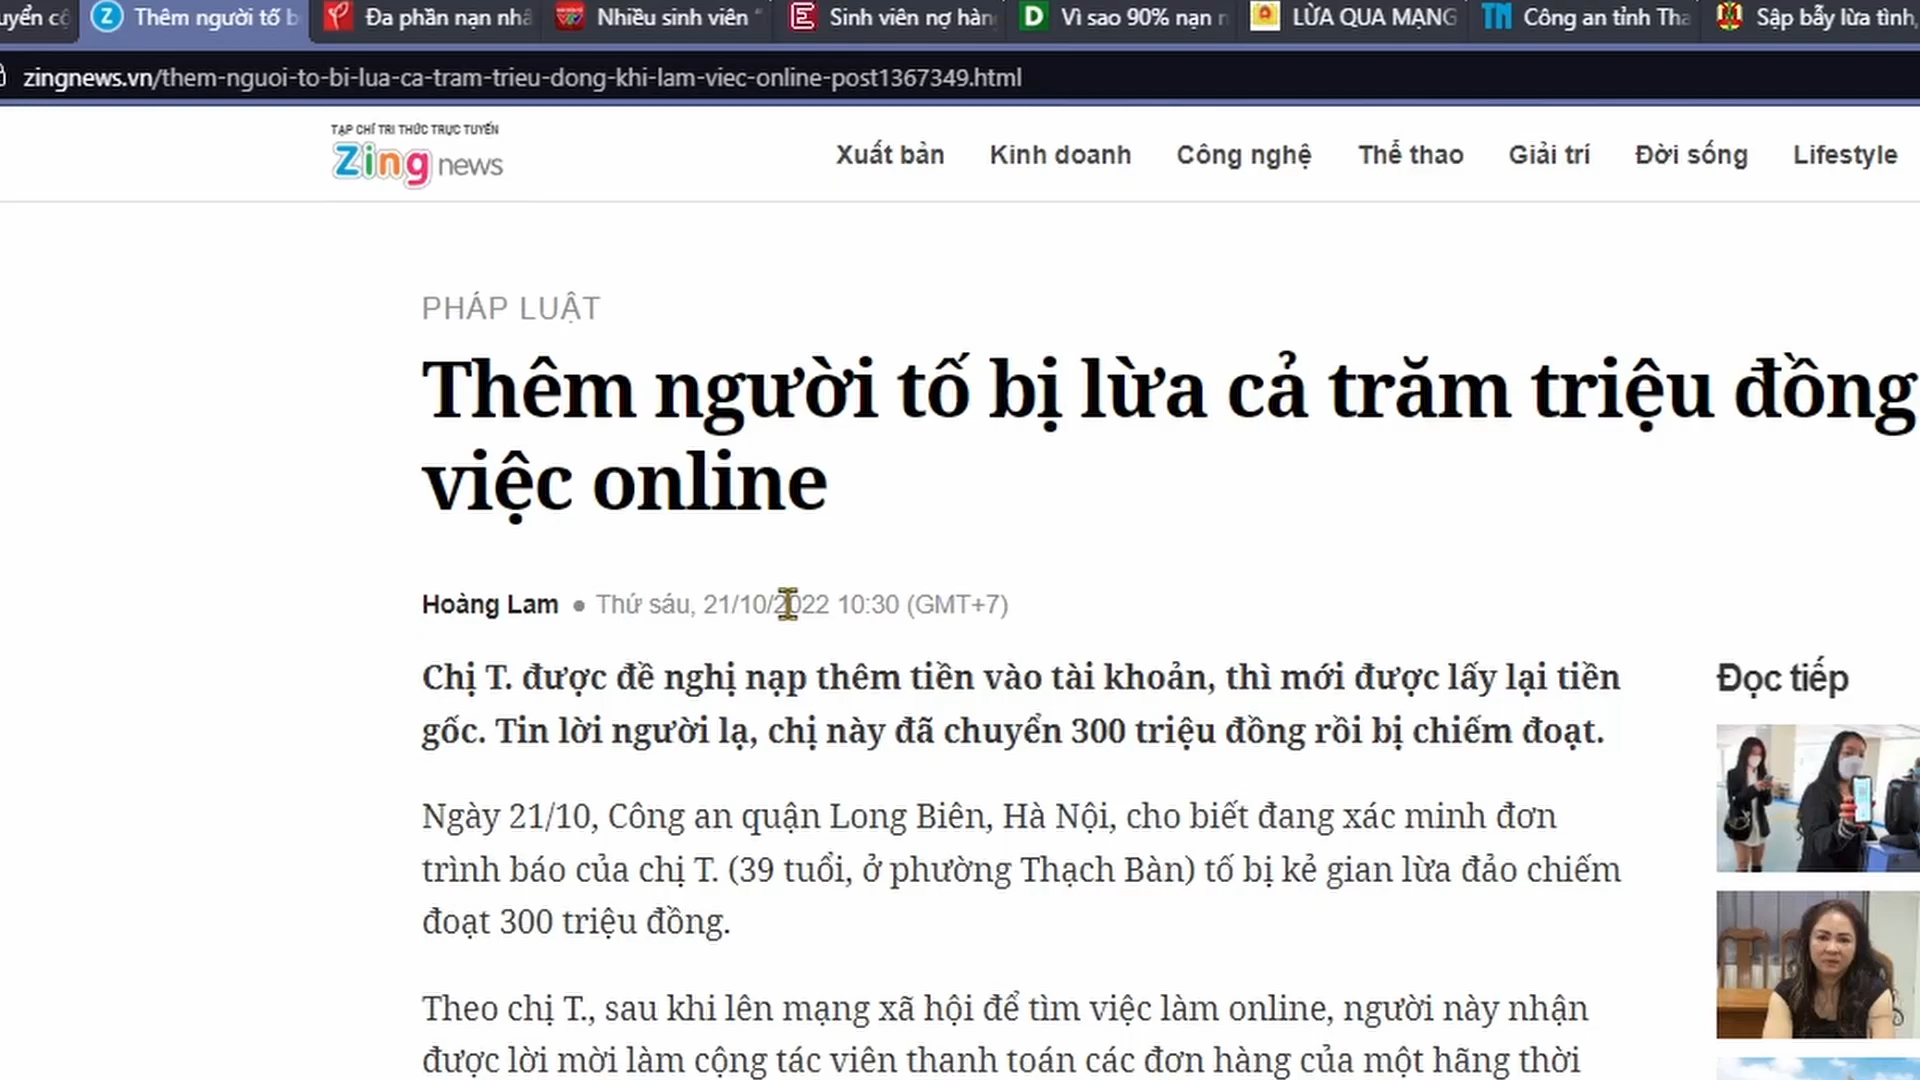 uyển cộ
Thêm người tố b
Đa phần nạn nhâ
Nhiều sinh viên "
Sinh viên nợ hàn
Vì sao 90% nạn n
LỪA QUA MẠNG
Công an tỉnh Tha
Sập bẫy lừa tình,
zingnews.vn/them-nguoi-to-bi-lua-ca-tram-trieu-dong-khi-lam-viec-online-post1367349.html
TẠP CHÍ TRI THỨC TRỰC TUYẾN
Zing news
Xuất bản Kinh doanh Công nghệ Thể thao Giải trí Đời sống Lifestyle
PHÁP LUẬT
Thêm người tố bị lừa cả trăm triệu đồng
việc online
Hoàng Lam • Thứ sáu, 21/10/2022 10:30 (GMT+7)
Chị T. được đề nghị nạp thêm tiền vào tài khoản, thì mới được lấy lại tiền
gốc. Tin lời người lạ, chị này đã chuyển 300 triệu đồng rồi bị chiếm đoạt.
Đọc tiếp
Ngày 21/10, Công an quận Long Biên, Hà Nội, cho biết đang xác minh đơn
trình báo của chị T. (39 tuổi, ở phường Thạch Bàn) tố bị kẻ gian lừa đảo chiếm
đoạt 300 triệu đồng.
Theo chị T., sau khi lên mạng xã hội để tìm việc làm online, người này nhận
được lời mời làm cộng tác viên thanh toán các đơn hàng của một hãng thời